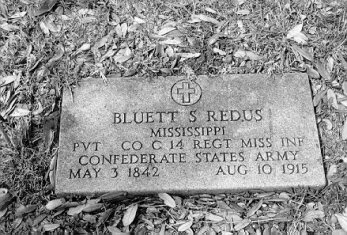 BLUETT S REDUS
MISSISSIPPI
PVT CO C 14 REGT MISS INF
CONFEDERATE STATES ARMY
MAY 3 1842 AUG 10 1915